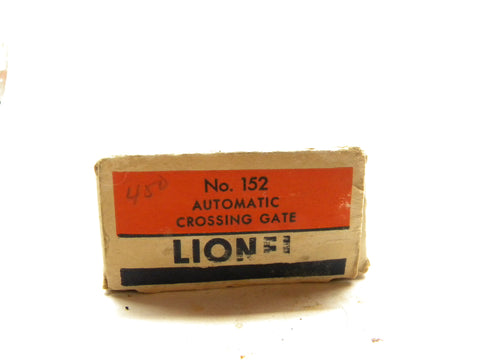 450
No. 152
AUTOMATIC
CROSSING GATE
LIONEL